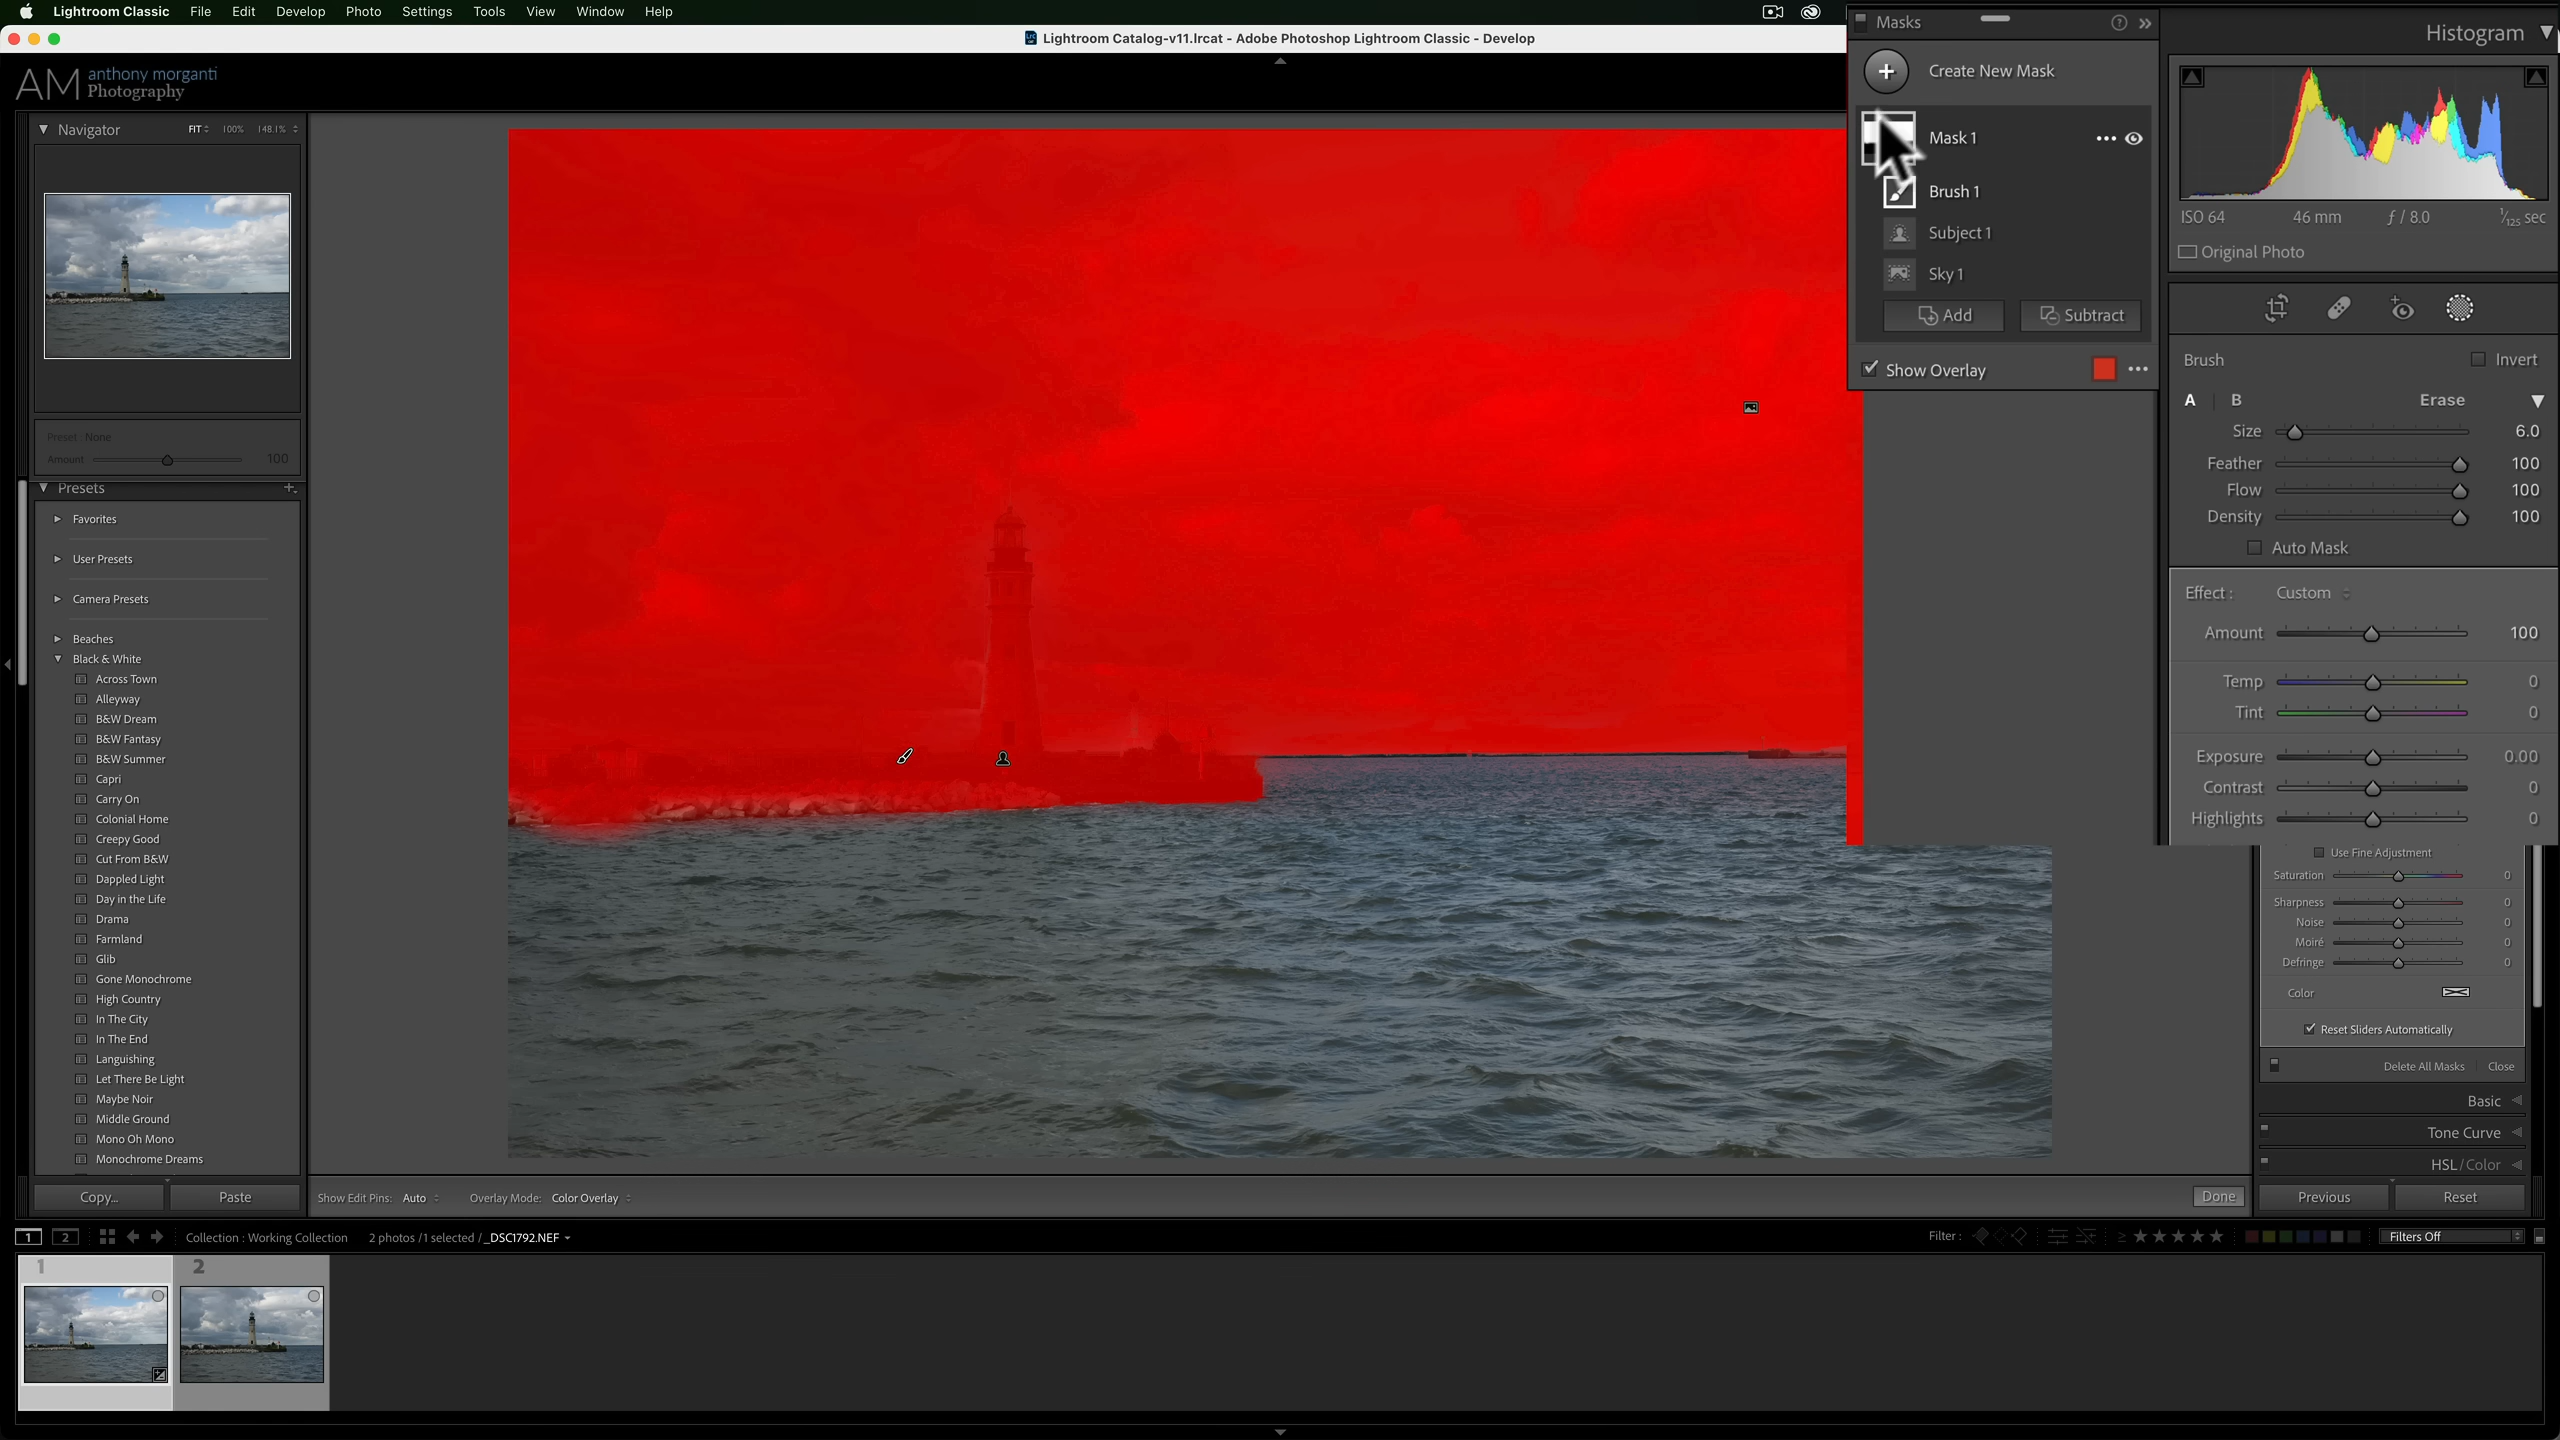 Lightroom Classic File Edit Develop Photo Settings Tools View Window Help
Lightroom Catalog-v11.lrcat - Adobe Photoshop Lightroom Classic - Develop
AM anthony morganti
Photography
Navigator FIT 100% 148.1%
Preset : None
Amount 100
Presets
Favorites
User Presets
Camera Presets
Beaches
Black & White
Across Town
Alleyway
B&W Dream
B&W Fantasy
B&W Summer
Capri
Carry On
Colonial Home
Creepy Good
Cut From B&W
Dappled Light
Day in the Life
Drama
Farmland
Glib
Gone Monochrome
High Country
In The City
In The End
Languishing
Let There Be Light
Maybe Noir
Middle Ground
Mono Oh Mono
Monochrome Dreams
Copy... Paste
Masks
Create New Mask
Mask 1
Brush 1
Subject 1
Sky 1
Add Subtract
Show Overlay
Histogram
ISO 64 46 mm ƒ / 8.0 1/125 sec
Original Photo
Brush Invert
A B Erase
Size 6.0
Feather 100
Flow 100
Density 100
Auto Mask
Effect : Custom
Amount 100
Temp 0
Tint 0
Exposure 0.00
Contrast 0
Highlights 0
Use Fine Adjustment
Saturation 0
Sharpness 0
Noise 0
Moiré 0
Defringe 0
Color
Reset Sliders Automatically
Delete All Masks Close
Basic
Tone Curve
HSL / Color
Previous Reset
Show Edit Pins: Auto Overlay Mode: Color Overlay Done
1 2 Collection : Working Collection 2 photos / 1 selected / _DSC1792.NEF Filter : Filters Off
1 2